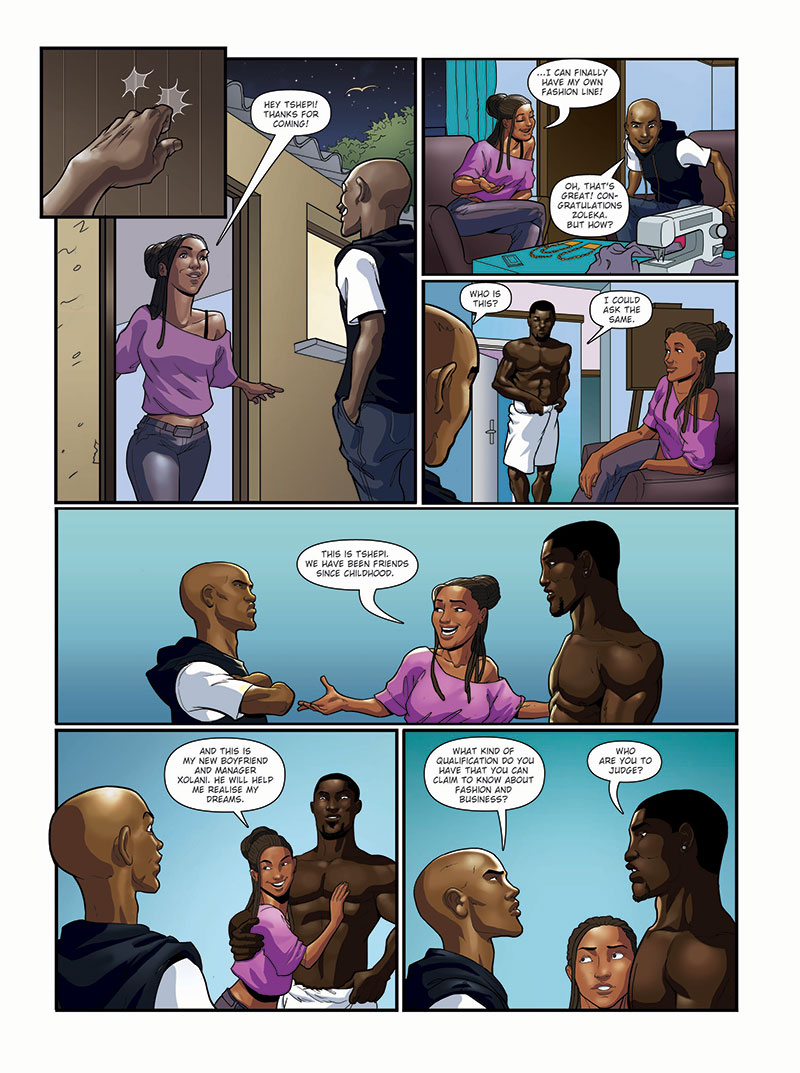 HEY TSHEPI!
THANKS FOR
COMING!
...I CAN FINALLY
HAVE MY OWN
FASHION LINE!
OH, THAT'S
GREAT! CON-
GRATULATIONS
ZOLEKA.
BUT HOW?
WHO IS
THIS?
I COULD
ASK THE
SAME.
THIS IS TSHEPI.
WE HAVE BEEN FRIENDS
SINCE CHILDHOOD.
AND THIS IS
MY NEW BOYFRIEND
AND MANAGER
XOLANI. HE WILL HELP
ME REALISE MY
DREAMS.
WHAT KIND OF
QUALIFICATION DO YOU
HAVE THAT YOU CAN
CLAIM TO KNOW ABOUT
FASHION AND
BUSINESS?
WHO
ARE YOU TO
JUDGE?